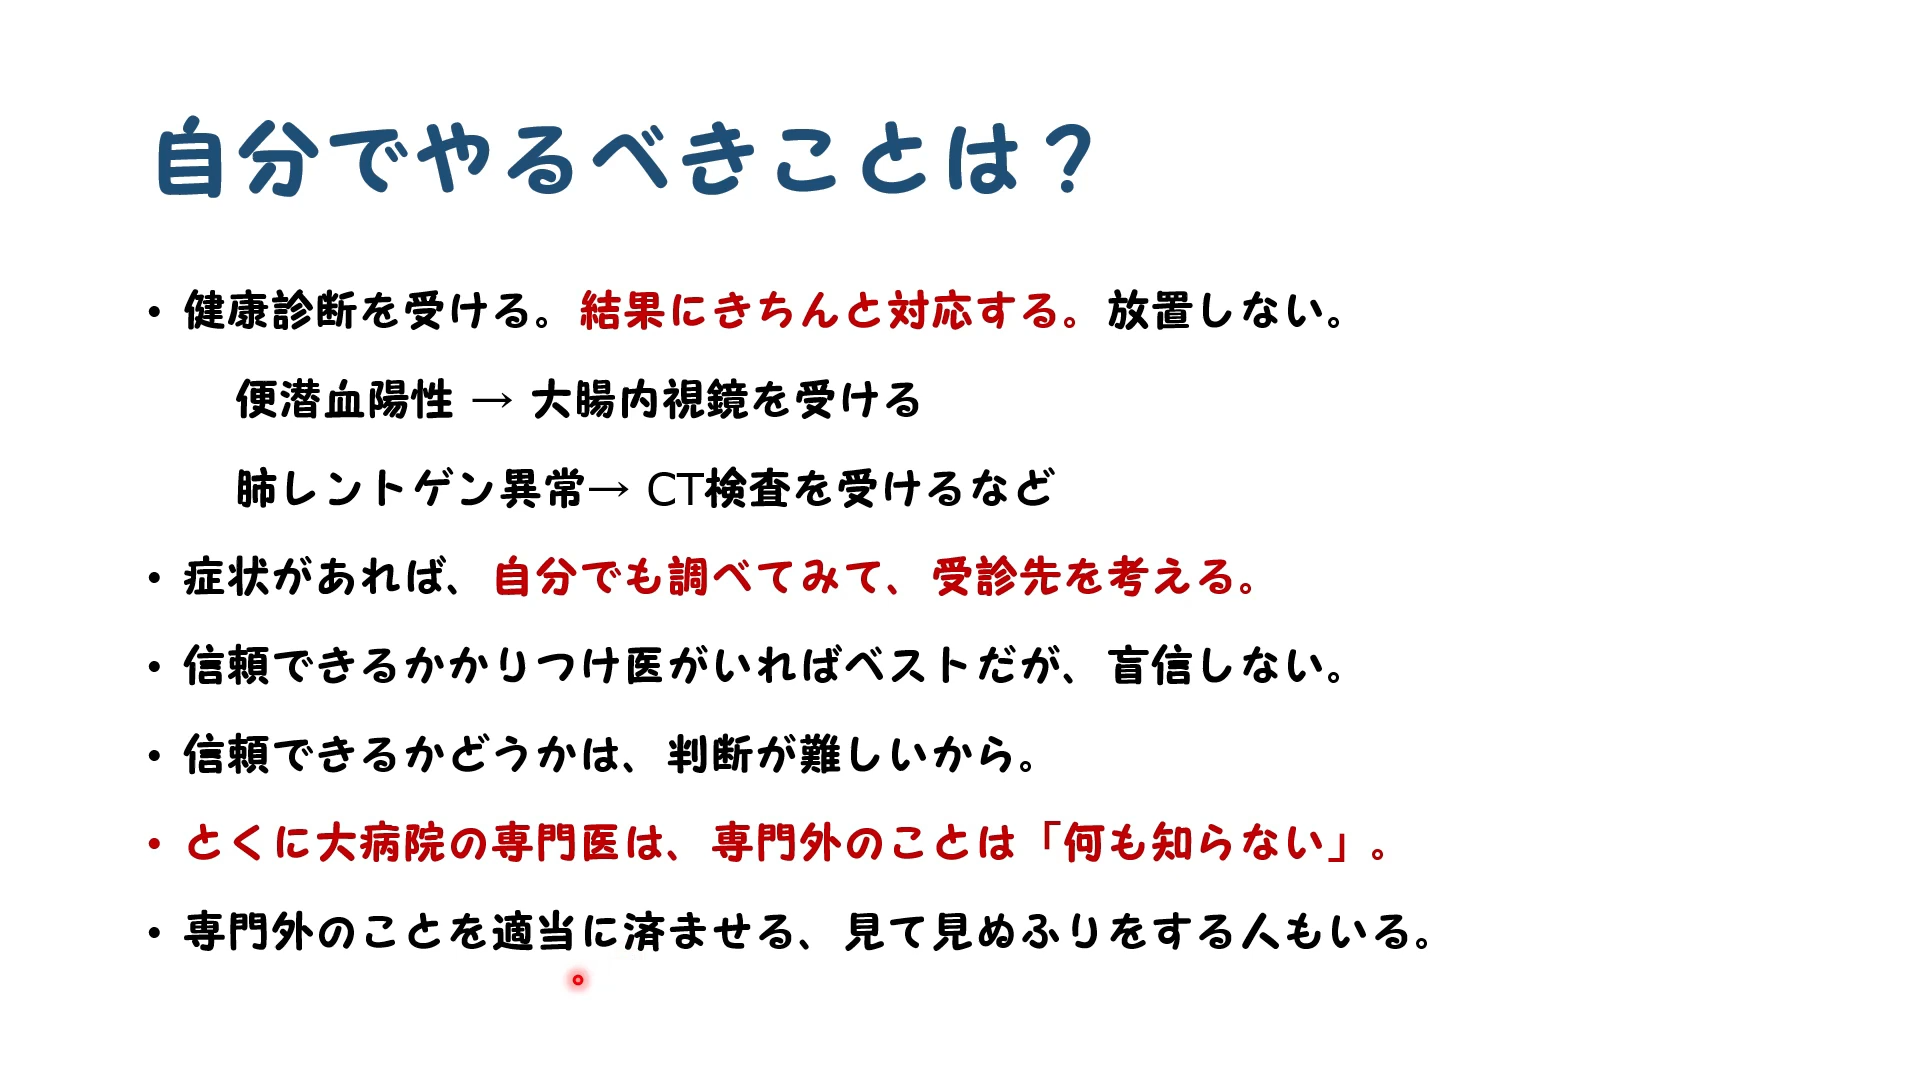 自分でやるべきことは？
• 健康診断を受ける。結果にきちんと対応する。放置しない。
便潜血陽性 → 大腸内視鏡を受ける
肺レントゲン異常→ CT検査を受けるなど
• 症状があれば、自分でも調べてみて、受診先を考える。
• 信頼できるかかりつけ医がいればベストだが、盲信しない。
• 信頼できるかどうかは、判断が難しいから。
• とくに大病院の専門医は、専門外のことは「何も知らない」。
• 専門外のことを適当に済ませる、見て見ぬふりをする人もいる。